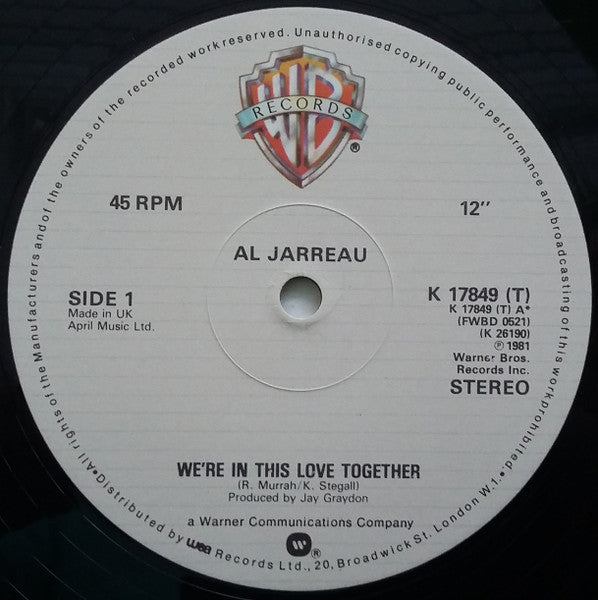 •All rights of the Manufacturers and of the owners of the recorded work reserved. Unauthorised copying public performance and broadcasting of this work prohibited.•
WB
RECORDS
®
45 RPM
12''
AL JARREAU
SIDE 1
Made in UK
April Music Ltd.
K 17849 (T)
K 17849 (T) A*
(FWBD 0521)
(K 26190)
℗ 1981
Warner Bros.
Records Inc.
STEREO
WE'RE IN THIS LOVE TOGETHER
(R. Murrah/K. Stegall)
Produced by Jay Graydon
a Warner Communications Company
®
Distributed by wea Records Ltd., 20, Broadwick St. London W.1.